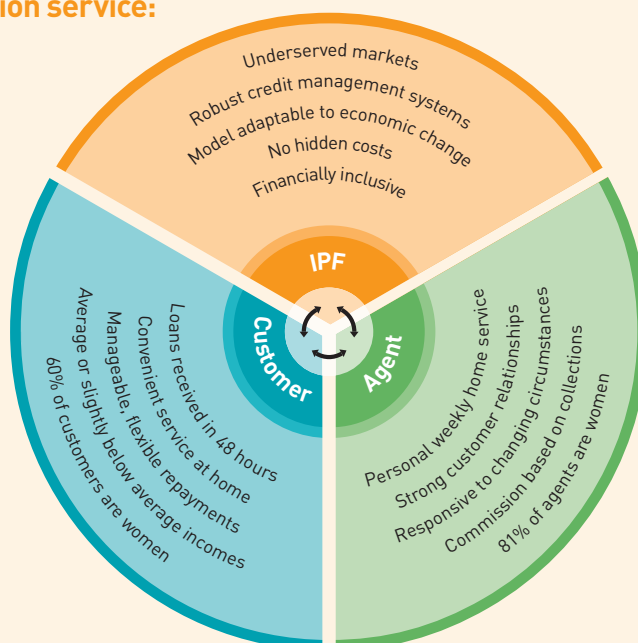 ion service:
Underserved markets
Robust credit management systems
Model adaptable to economic change
No hidden costs
Financially inclusive
IPF
Customer
Loans received in 48 hours
Convenient service at home
Manageable, flexible repayments
Average or slightly below average incomes
60% of customers are women
Agent
Personal weekly home service
Strong customer relationships
Responsive to changing circumstances
Commission based on collections
81% of agents are women